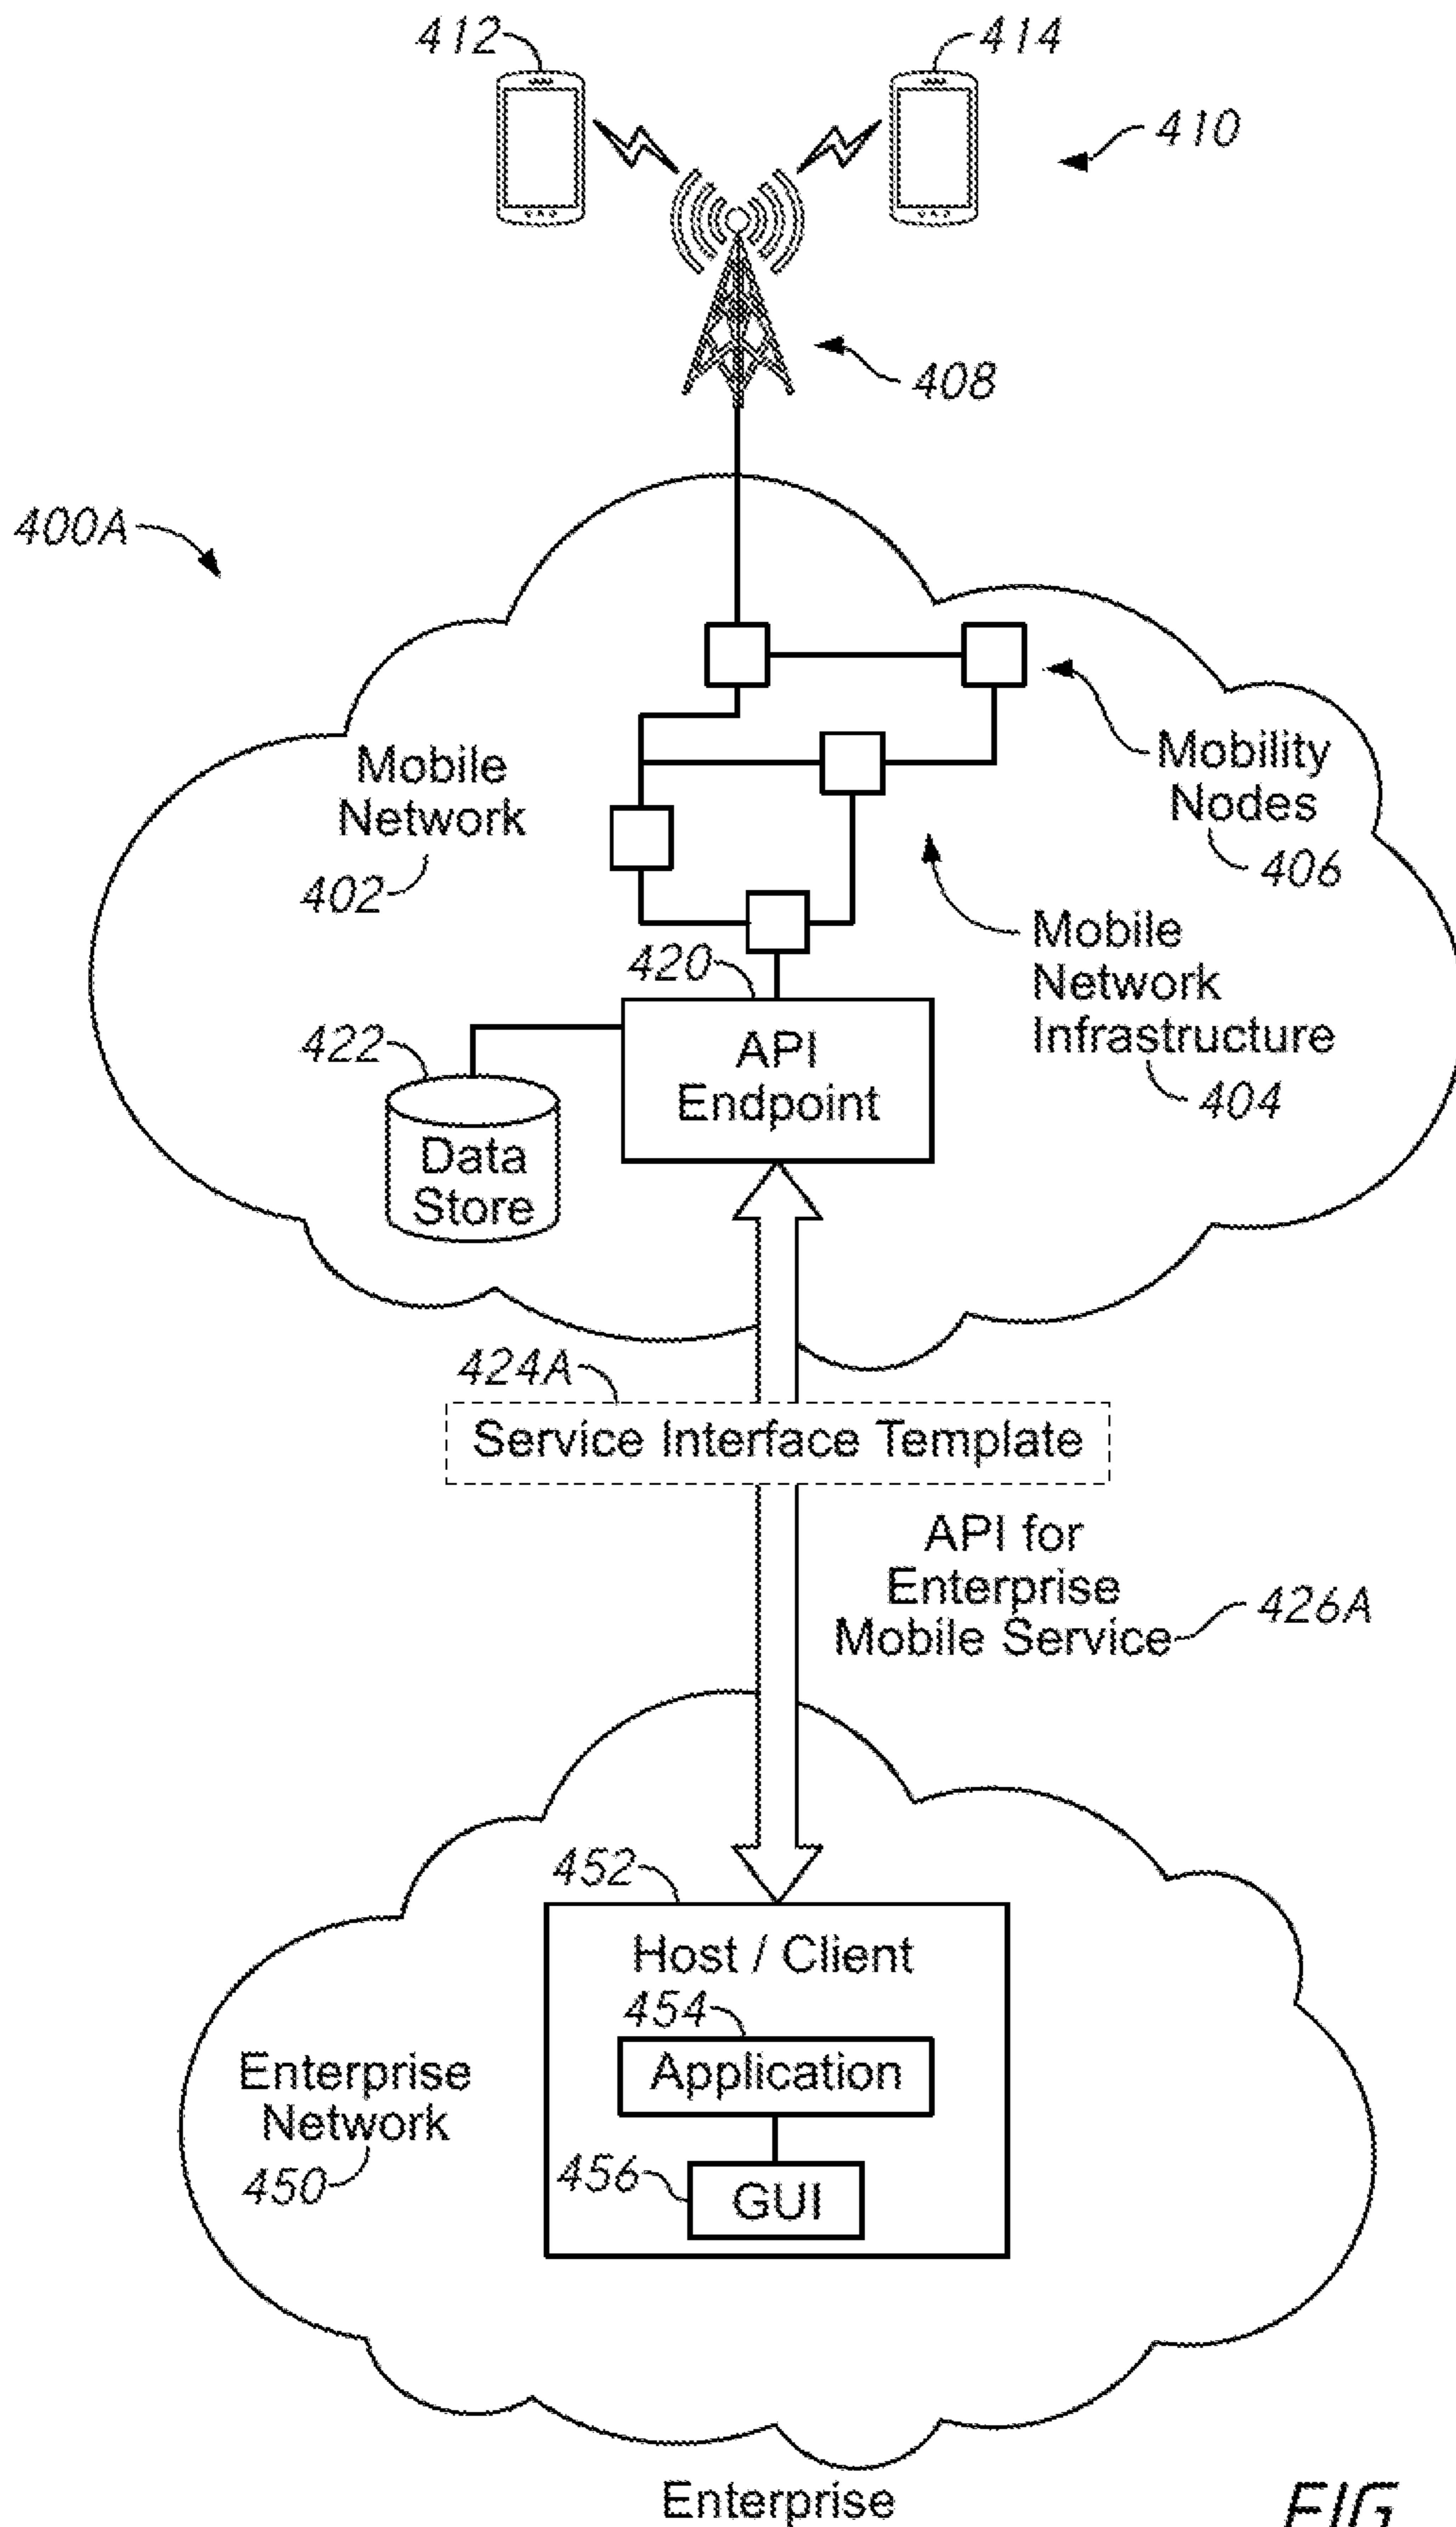 412
414
410
408
400A
Mobile
Network
402
Mobility
Nodes
406
Mobile
Network
Infrastructure
404
420
API
Endpoint
422
Data
Store
424A
Service Interface Template
API for
Enterprise
Mobile Service
426A
452
Host / Client
454
Application
456
GUI
Enterprise
Network
450
Enterprise
FIG